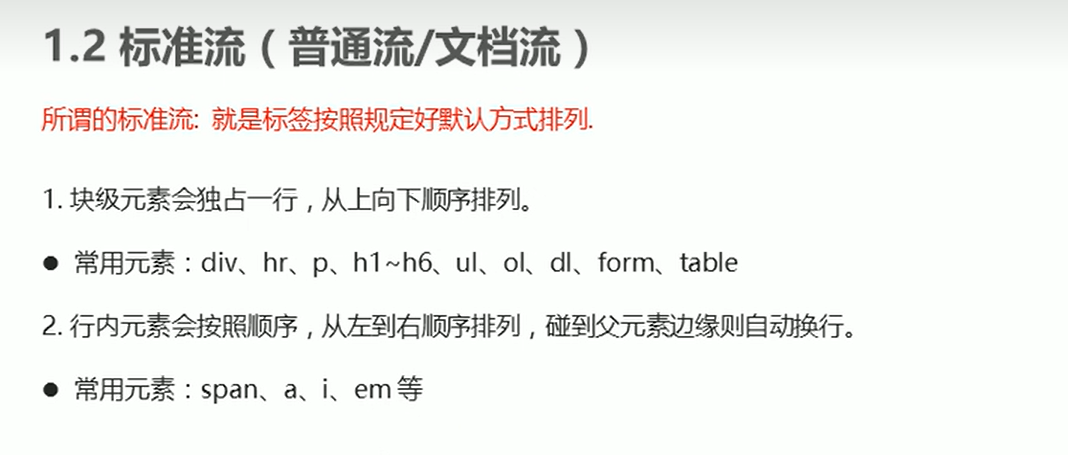 1.2 标准流（普通流/文档流）
所谓的标准流: 就是标签按照规定好默认方式排列.
1. 块级元素会独占一行，从上向下顺序排列。
● 常用元素：div、hr、p、h1~h6、ul、ol、dl、form、table
2. 行内元素会按照顺序，从左到右顺序排列，碰到父元素边缘则自动换行。
● 常用元素：span、a、i、em 等